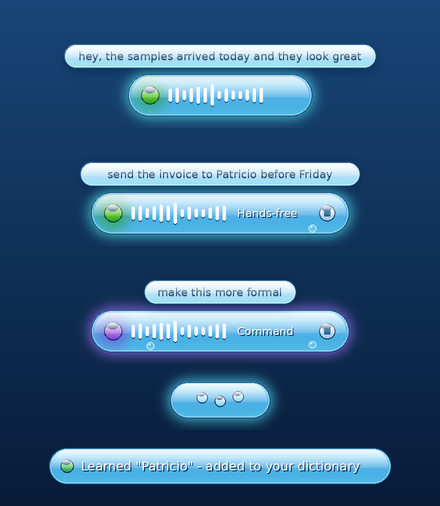 hey, the samples arrived today and they look great
send the invoice to Patricio before Friday
Hands-free
make this more formal
Command
Learned "Patricio" - added to your dictionary